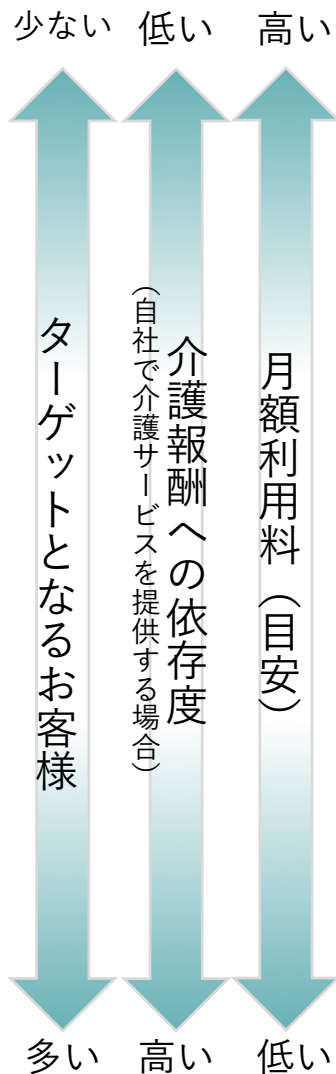 少ない
低い
高い
ターゲットとなるお客様
介護報酬への依存度
（自社で介護サービスを提供する場合）
月額利用料（目安）
多い
高い
低い